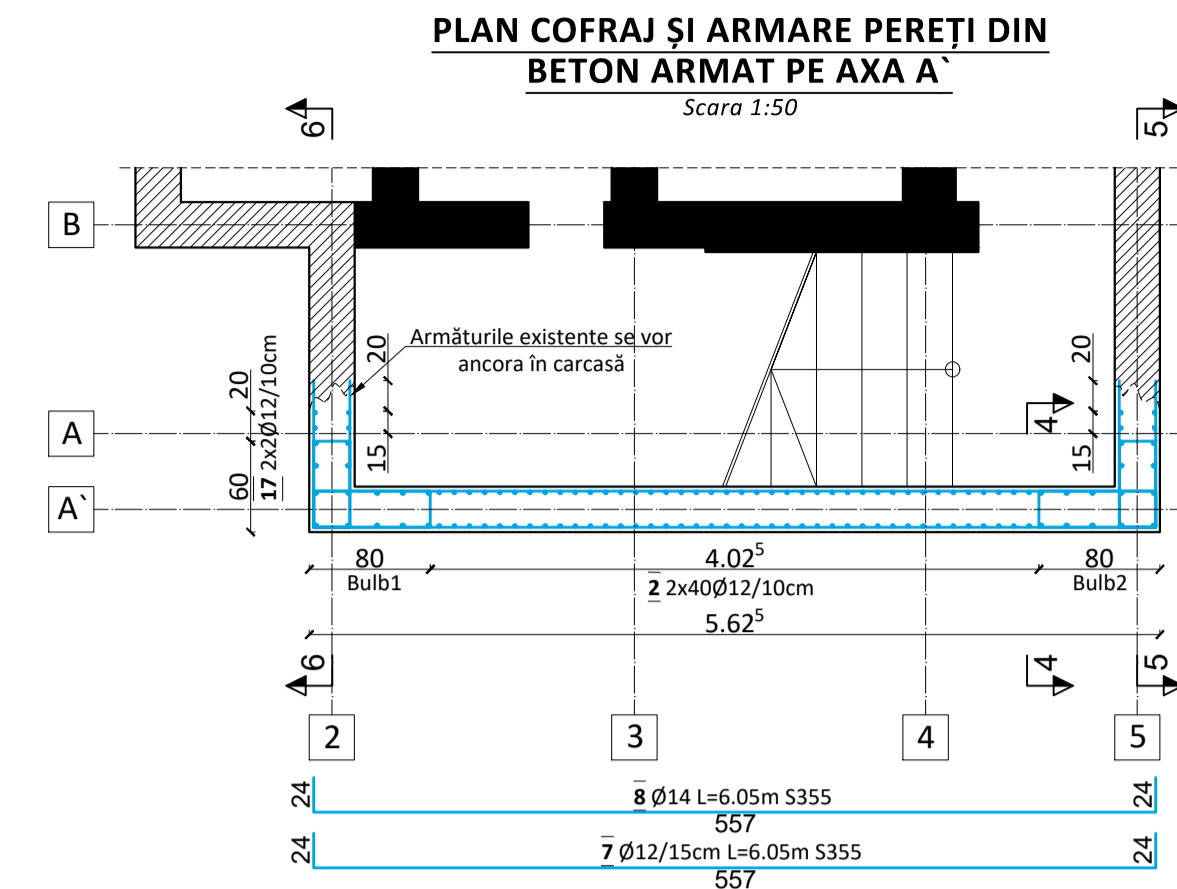 PLAN COFRAJ ȘI ARMARE PEREȚI DIN
BETON ARMAT PE AXA A`
Scara 1:50
6
5
B
Armăturile existente se vor
ancora în carcasă
20
20
20
17 2x2Ø12/10cm
A
4
15
15
60
A`
80
4.02⁵
80
Bulb1
2 2x40Ø12/10cm
Bulb2
5.62⁵
6
4
5
2
3
4
5
24
8 Ø14 L=6.05m S355
24
557
24
7 Ø12/15cm L=6.05m S355
24
557